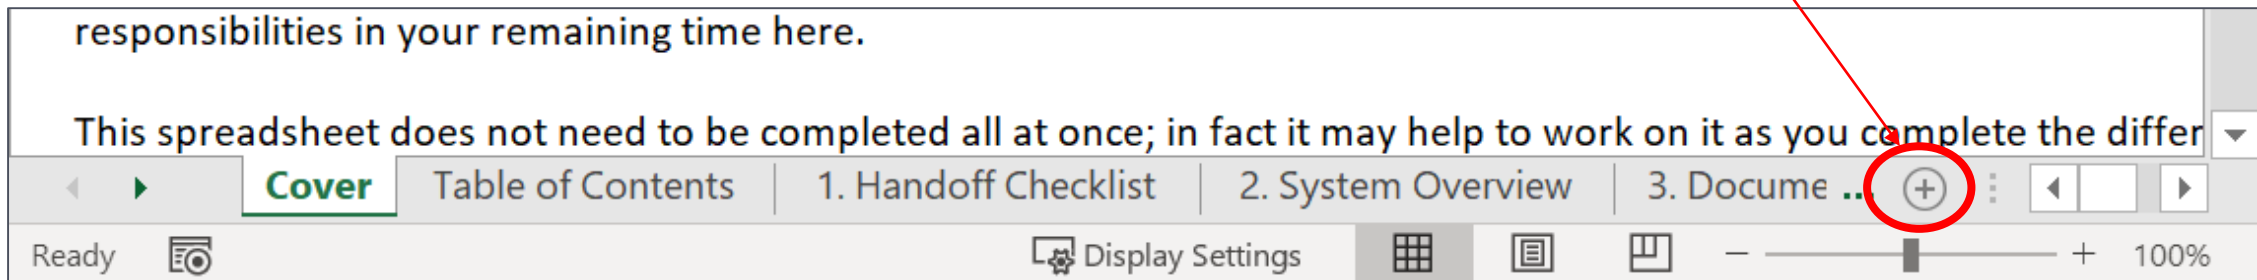 responsibilities in your remaining time here.
This spreadsheet does not need to be completed all at once; in fact it may help to work on it as you complete the differ
Cover Table of Contents 1. Handoff Checklist 2. System Overview 3. Docume ...
Ready Display Settings 100%